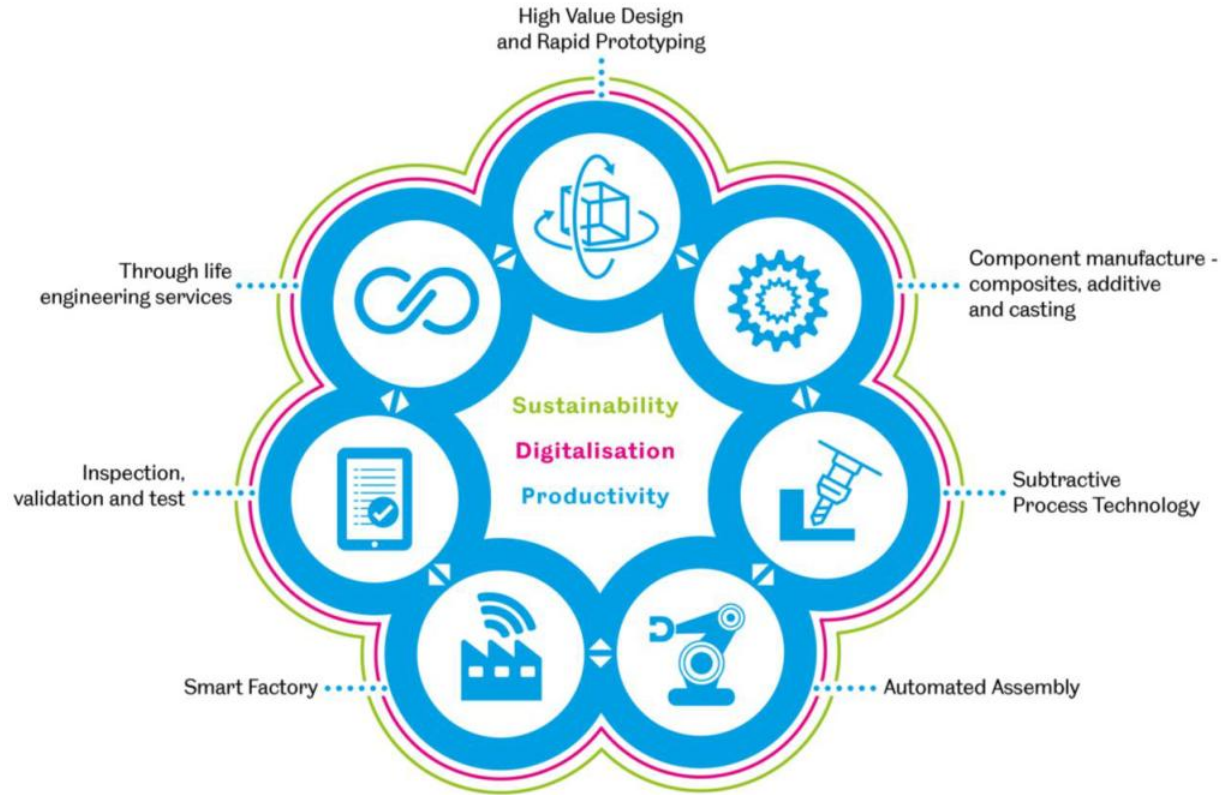 High Value Design
and Rapid Prototyping
Component manufacture -
composites, additive
and casting
Subtractive
Process Technology
Automated Assembly
Smart Factory
Inspection,
validation and test
Through life
engineering services
Sustainability
Digitalisation
Productivity